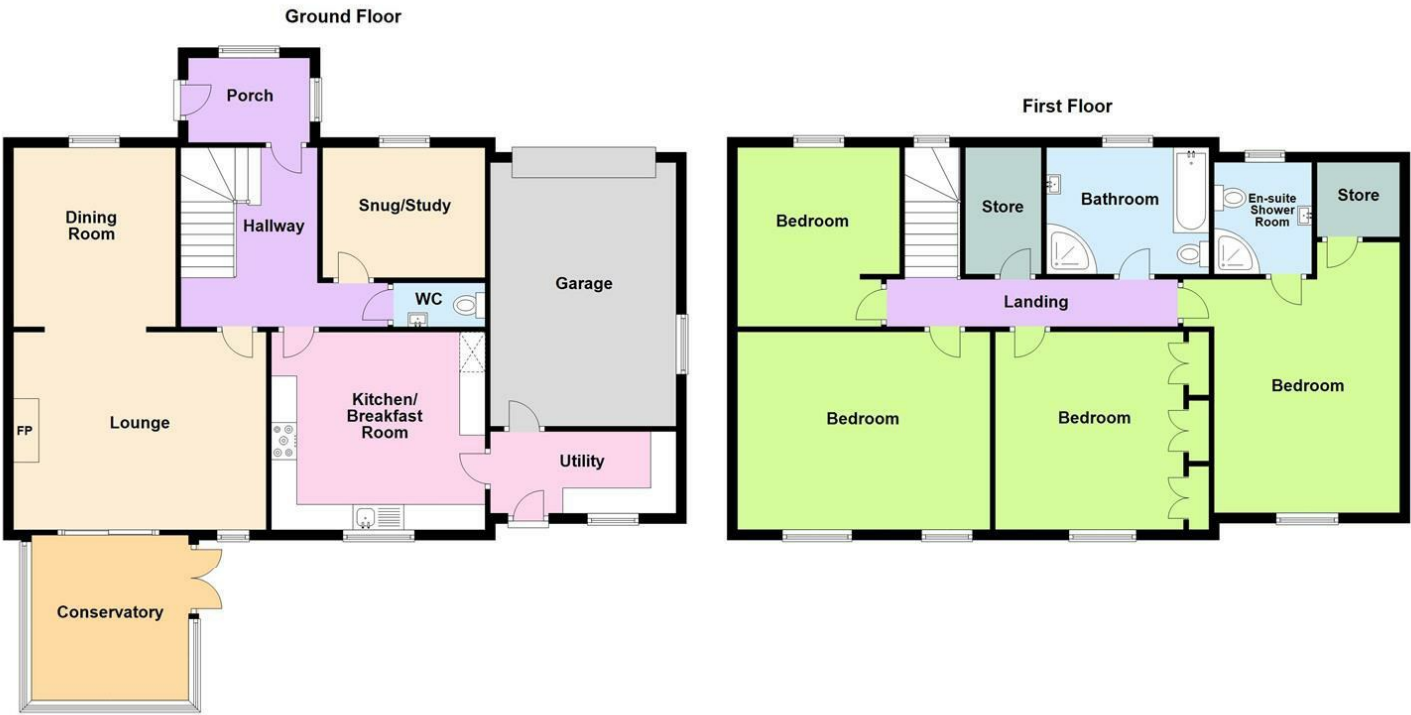 Ground Floor
Porch
Dining
Room
Hallway
Snug/Study
WC
Garage
FP
Lounge
Kitchen/
Breakfast
Room
Utility
Conservatory
First Floor
Bedroom
Store
Bathroom
En-suite
Shower
Room
Store
Landing
Bedroom
Bedroom
Bedroom